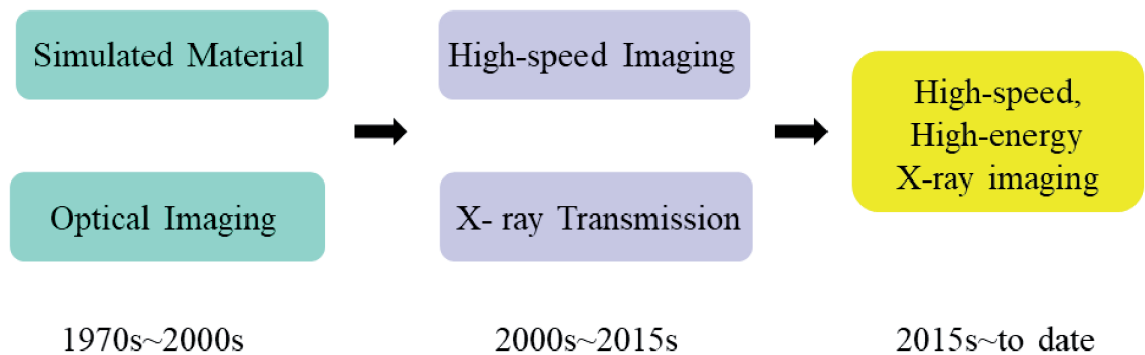 Simulated Material
Optical Imaging
1970s~2000s
High-speed Imaging
X- ray Transmission
2000s~2015s
High-speed,
High-energy
X-ray imaging
2015s~to date